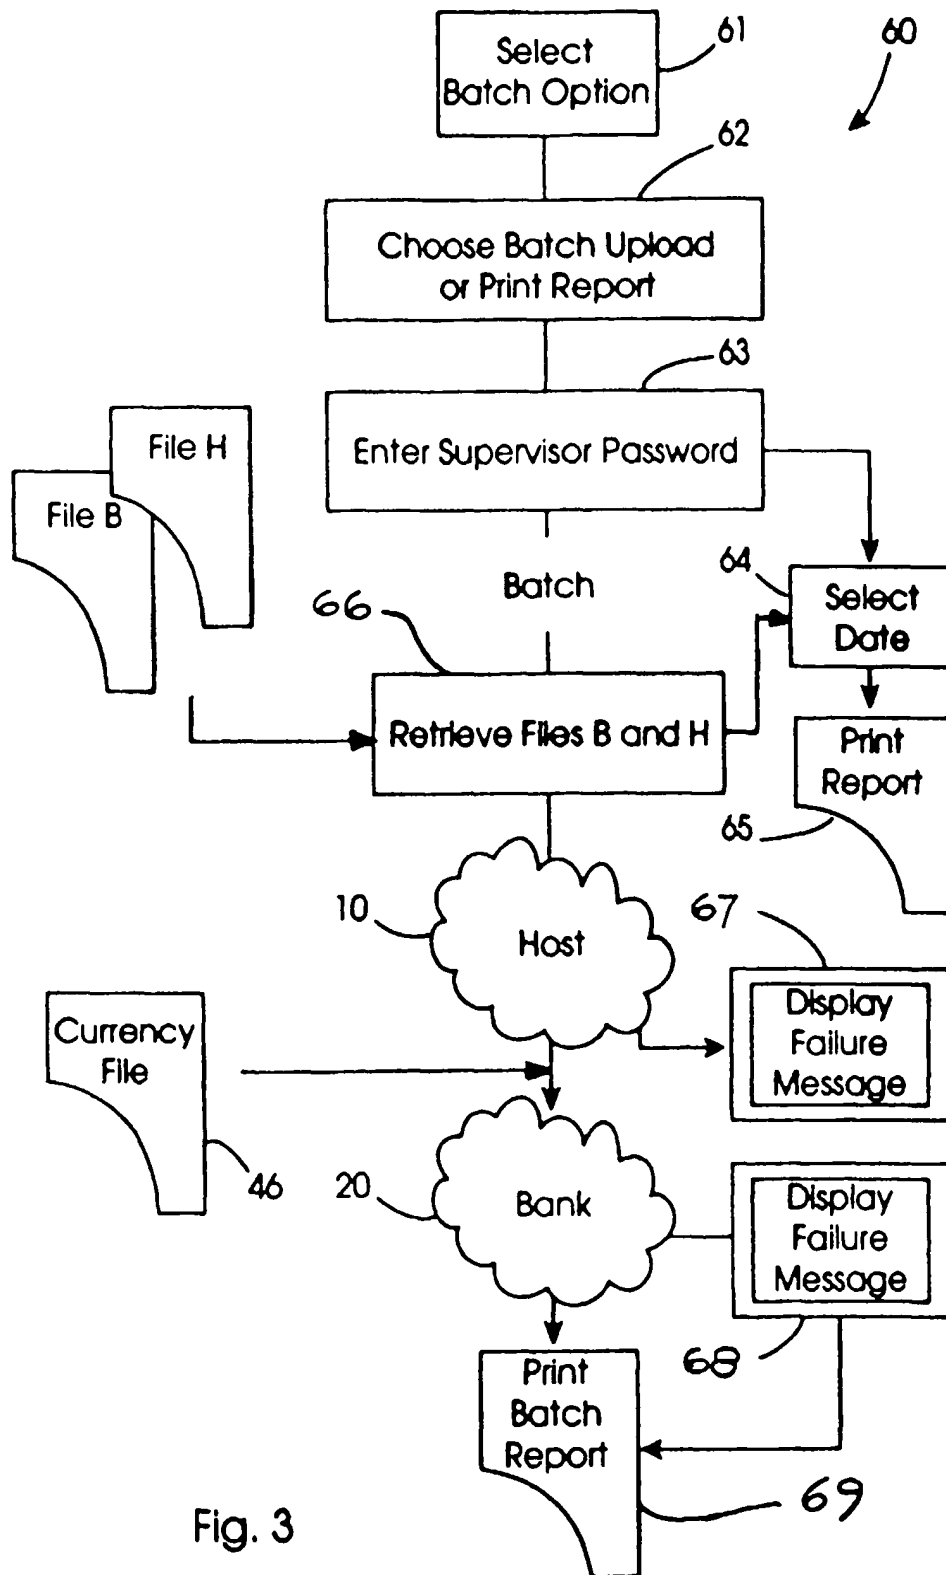 61
60
Select
Batch Option
62
Choose Batch Upload
or Print Report
63
Enter Supervisor Password
File H
File B
Batch
64
Select
Date
66
Retrieve Files B and H
Print
Report
65
10
Host
67
Display
Failure
Message
Currency
File
46
20
Bank
Display
Failure
Message
68
Print
Batch
Report
69
Fig. 3